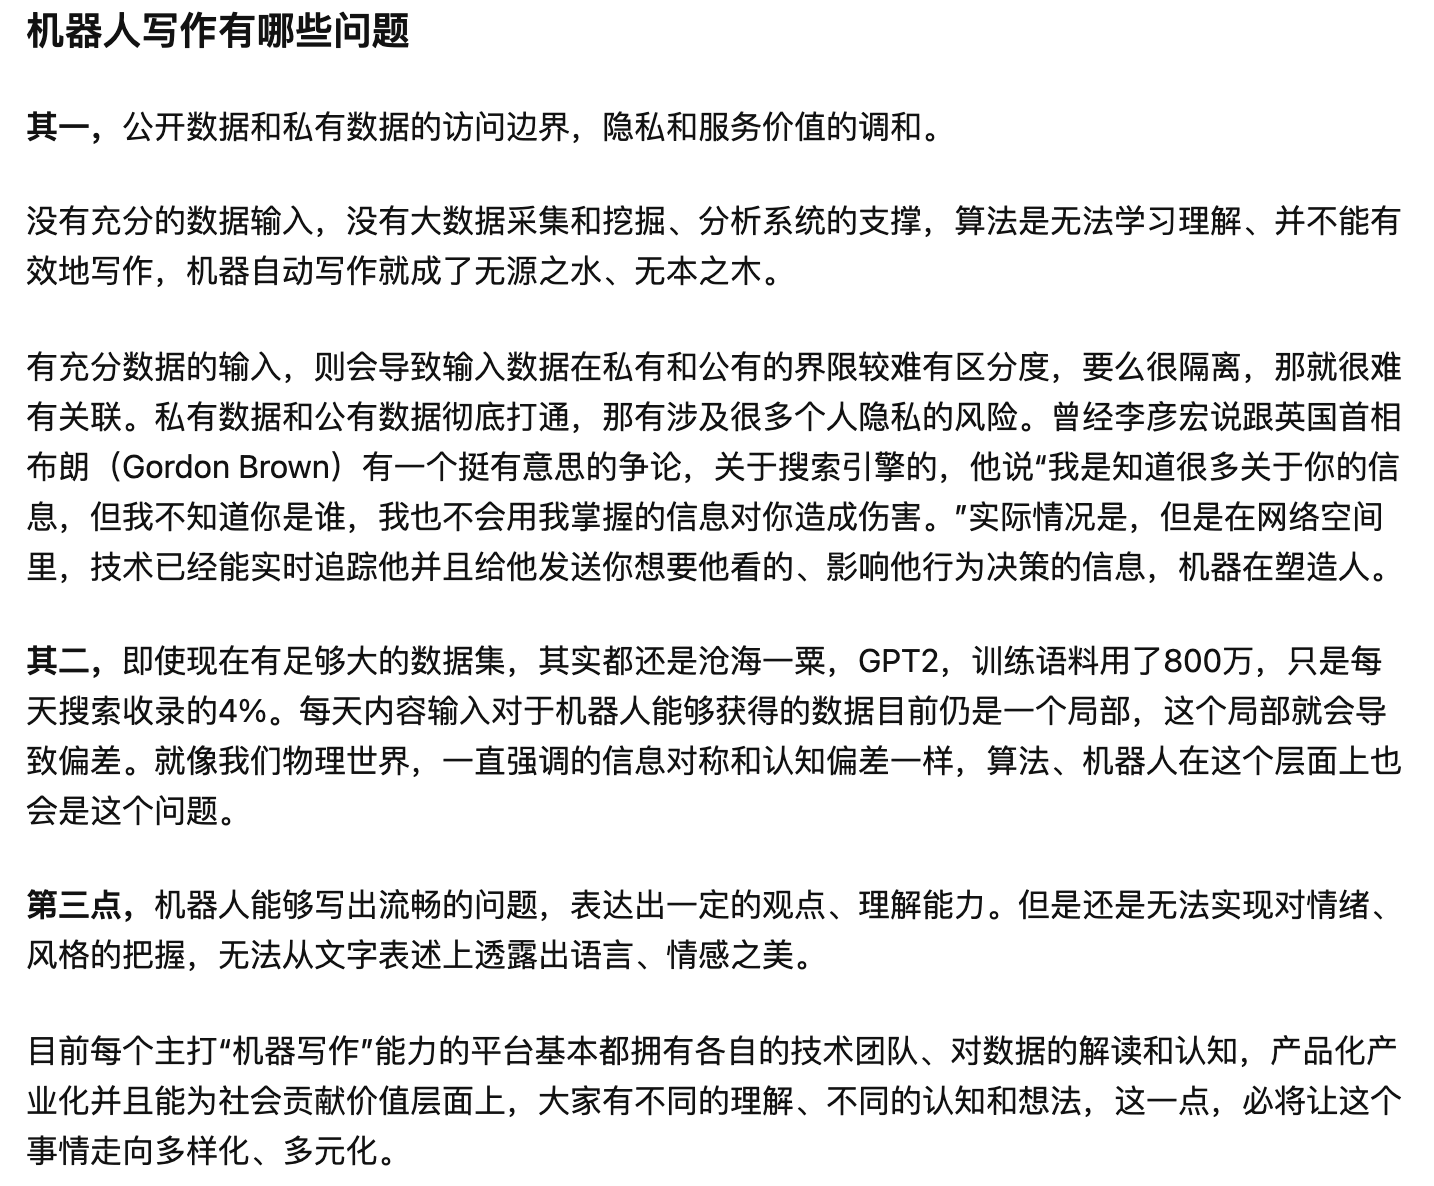 机器人写作有哪些问题
其一，公开数据和私有数据的访问边界，隐私和服务价值的调和。
没有充分的数据输入，没有大数据采集和挖掘、分析系统的支撑，算法是无法学习理解、并不能有
效地写作，机器自动写作就成了无源之水、无本之木。
有充分数据的输入，则会导致输入数据在私有和公有的界限较难有区分度，要么很隔离，那就很难
有关联。私有数据和公有数据彻底打通，那有涉及很多个人隐私的风险。曾经李彦宏说跟英国首相
布朗（Gordon Brown）有一个挺有意思的争论，关于搜索引擎的，他说“我是知道很多关于你的信
息，但我不知道你是谁，我也不会用我掌握的信息对你造成伤害。”实际情况是，但是在网络空间
里，技术已经能实时追踪他并且给他发送你想要他看的、影响他行为决策的信息，机器在塑造人。
其二，即使现在有足够大的数据集，其实都还是沧海一粟，GPT2，训练语料用了800万，只是每
天搜索收录的4%。每天内容输入对于机器人能够获得的数据目前仍是一个局部，这个局部就会导
致偏差。就像我们物理世界，一直强调的信息对称和认知偏差一样，算法、机器人在这个层面上也
会是这个问题。
第三点，机器人能够写出流畅的问题，表达出一定的观点、理解能力。但是还是无法实现对情绪、
风格的把握，无法从文字表述上透露出语言、情感之美。
目前每个主打“机器写作”能力的平台基本都拥有各自的技术团队、对数据的解读和认知，产品化产
业化并且能为社会贡献价值层面上，大家有不同的理解、不同的认知和想法，这一点，必将让这个
事情走向多样化、多元化。